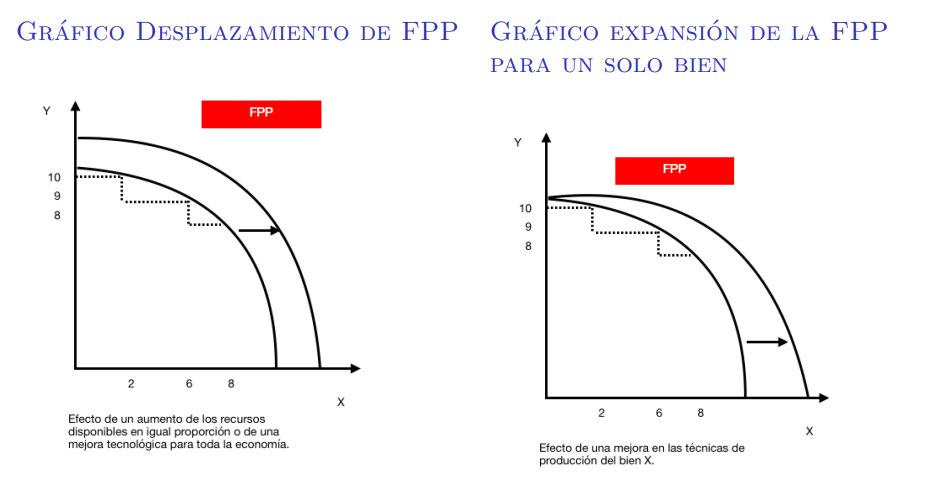 Gráfico Desplazamiento de FPP
Y
FPP
10
9
8
2 6 8
X
Efecto de un aumento de los recursos
disponibles en igual proporción o de una
mejora tecnológica para toda la economía.
Gráfico expansión de la FPP
para un solo bien
Y
FPP
10
9
8
2 6 8
X
Efecto de una mejora en las técnicas de
producción del bien X.